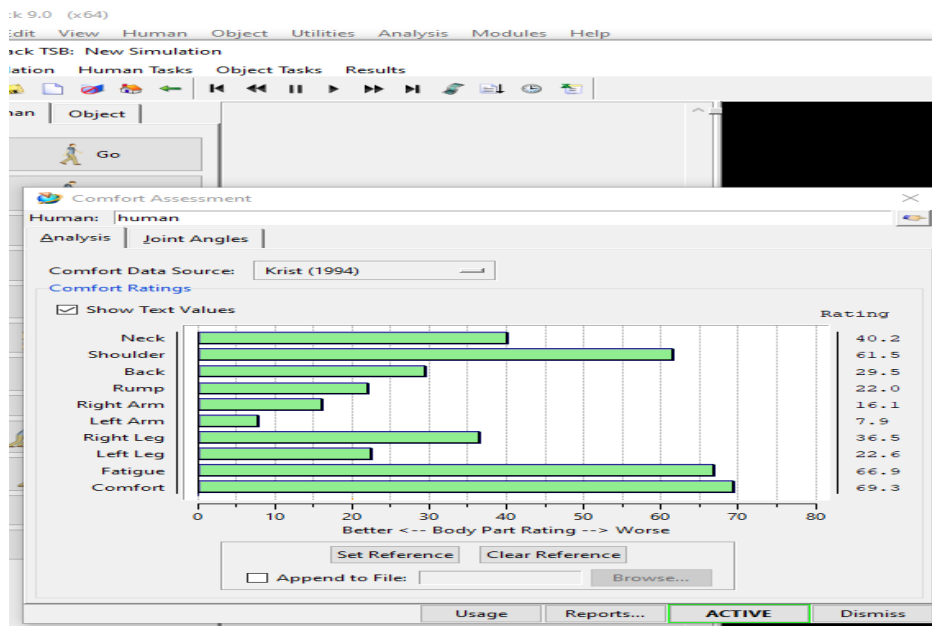 ck 9.0 (x64)
Edit View Human Object Utilities Analysis Modules Help
ack TSB: New Simulation
lation Human Tasks Object Tasks Results
an Object
Go
Comfort Assessment
Human: human
Analysis Joint Angles
Comfort Data Source: Krist (1994)
Comfort Ratings
Show Text Values
Rating
Neck 40.2
Shoulder 61.5
Back 29.5
Rump 22.0
Right Arm 16.1
Left Arm 7.9
Right Leg 36.5
Left Leg 22.6
Fatigue 66.9
Comfort 69.3
0 10 20 30 40 50 60 70 80
Better <-- Body Part Rating --> Worse
Set Reference Clear Reference
Append to File: Browse...
Usage Reports... ACTIVE Dismiss